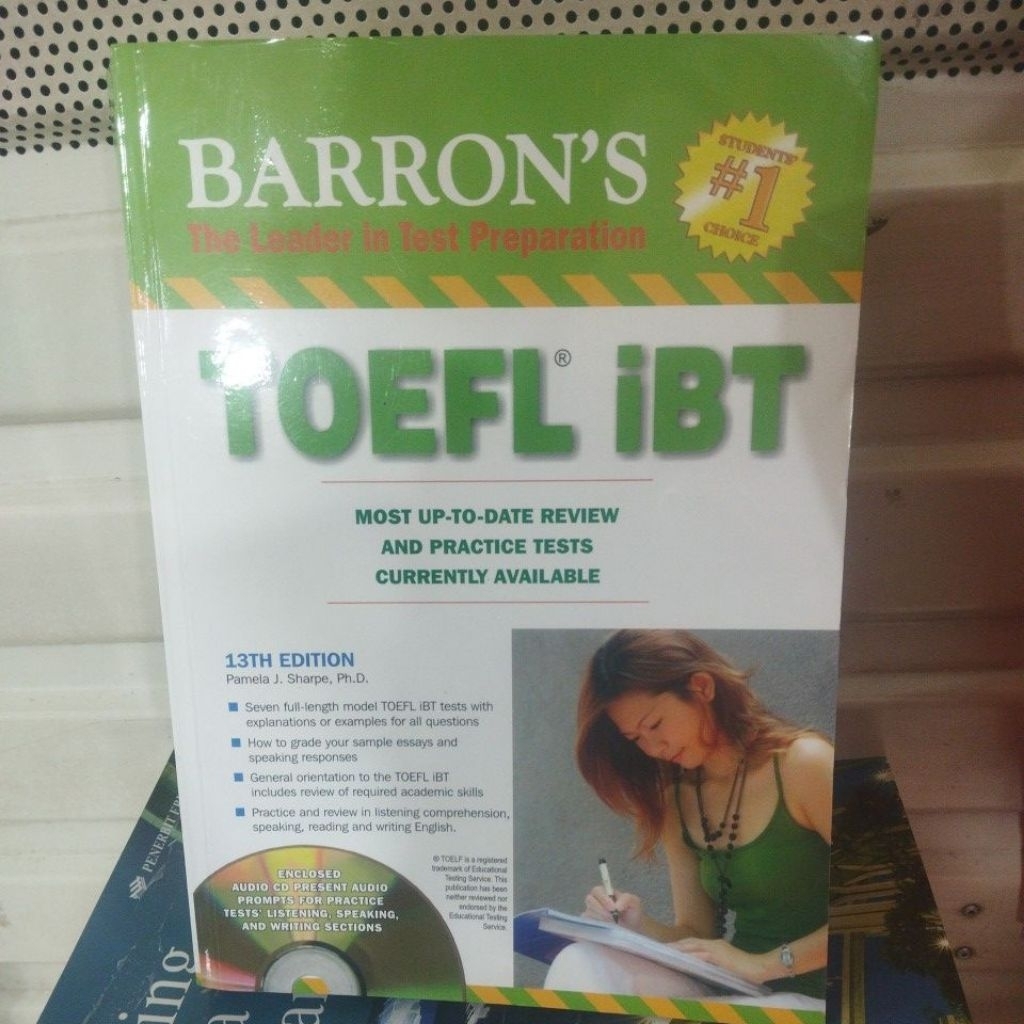 BARRON'S
The Leader in Test Preparation
STUDENTS'
#1
CHOICE
TOEFL® iBT
MOST UP-TO-DATE REVIEW
AND PRACTICE TESTS
CURRENTLY AVAILABLE
13TH EDITION
Pamela J. Sharpe, Ph.D.
Seven full-length model TOEFL iBT tests with
explanations or examples for all questions
How to grade your sample essays and
speaking responses
General orientation to the TOEFL iBT
includes review of required academic skills
Practice and review in listening comprehension,
speaking, reading and writing English.
ENCLOSED
AUDIO CD PRESENT AUDIO
PROMPTS FOR PRACTICE
TESTS' LISTENING, SPEAKING,
AND WRITING SECTIONS
® TOELF is a registered
trademark of Educational
Testing Service. This
publication has been
neither reviewed nor
endorsed by the
Educational Testing
Service.
PENERBIT
ing